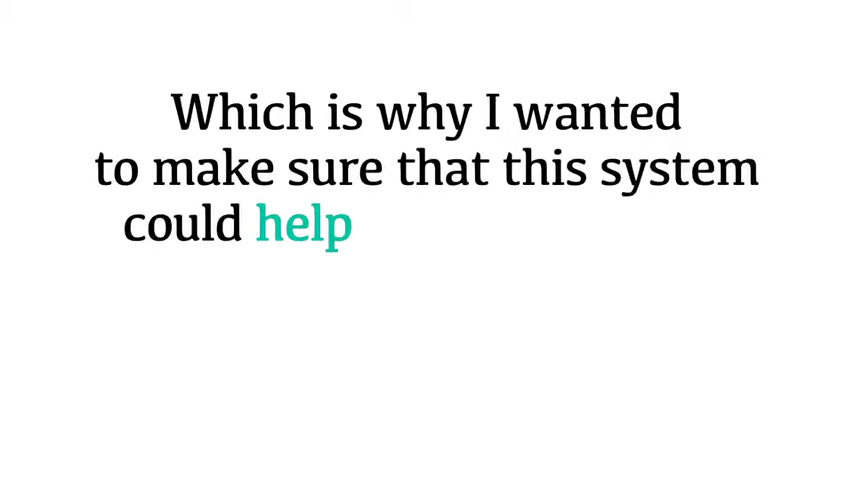 Which is why I wanted
to make sure that this system
could help